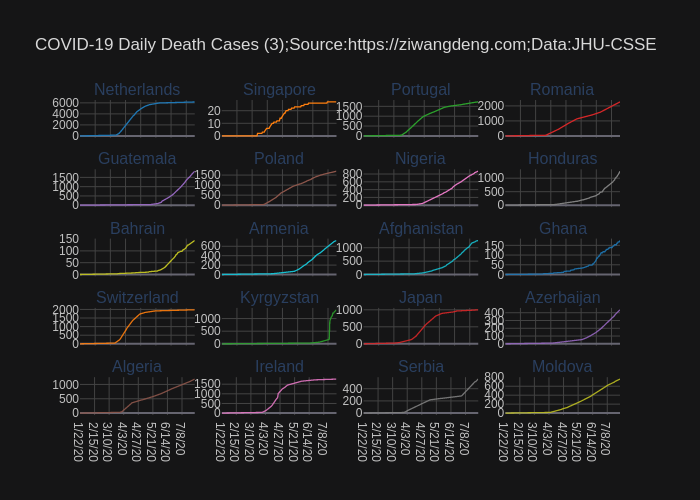 COVID-19 Daily Death Cases (3);Source:https://ziwangdeng.com;Data:JHU-CSSE
Netherlands Singapore Portugal Romania
6000 4000 2000 0
20 10 0
1500 1000 500 0
2000 1000 0
Guatemala Poland Nigeria Honduras
1500 1000 500 0
1500 1000 500 0
800 600 400 200 0
1000 500 0
Bahrain Armenia Afghanistan Ghana
150 100 50 0
600 400 200 0
1000 500 0
150 100 50 0
Switzerland Kyrgyzstan Japan Azerbaijan
2000 1500 1000 500 0
1000 500 0
1000 500 0
400 300 200 100 0
Algeria Ireland Serbia Moldova
1000 500 0
1500 1000 500 0
400 200 0
800 600 400 200 0
1/22/20 2/15/20 3/10/20 4/3/20 4/27/20 5/21/20 6/14/20 7/8/20
1/22/20 2/15/20 3/10/20 4/3/20 4/27/20 5/21/20 6/14/20 7/8/20
1/22/20 2/15/20 3/10/20 4/3/20 4/27/20 5/21/20 6/14/20 7/8/20
1/22/20 2/15/20 3/10/20 4/3/20 4/27/20 5/21/20 6/14/20 7/8/20